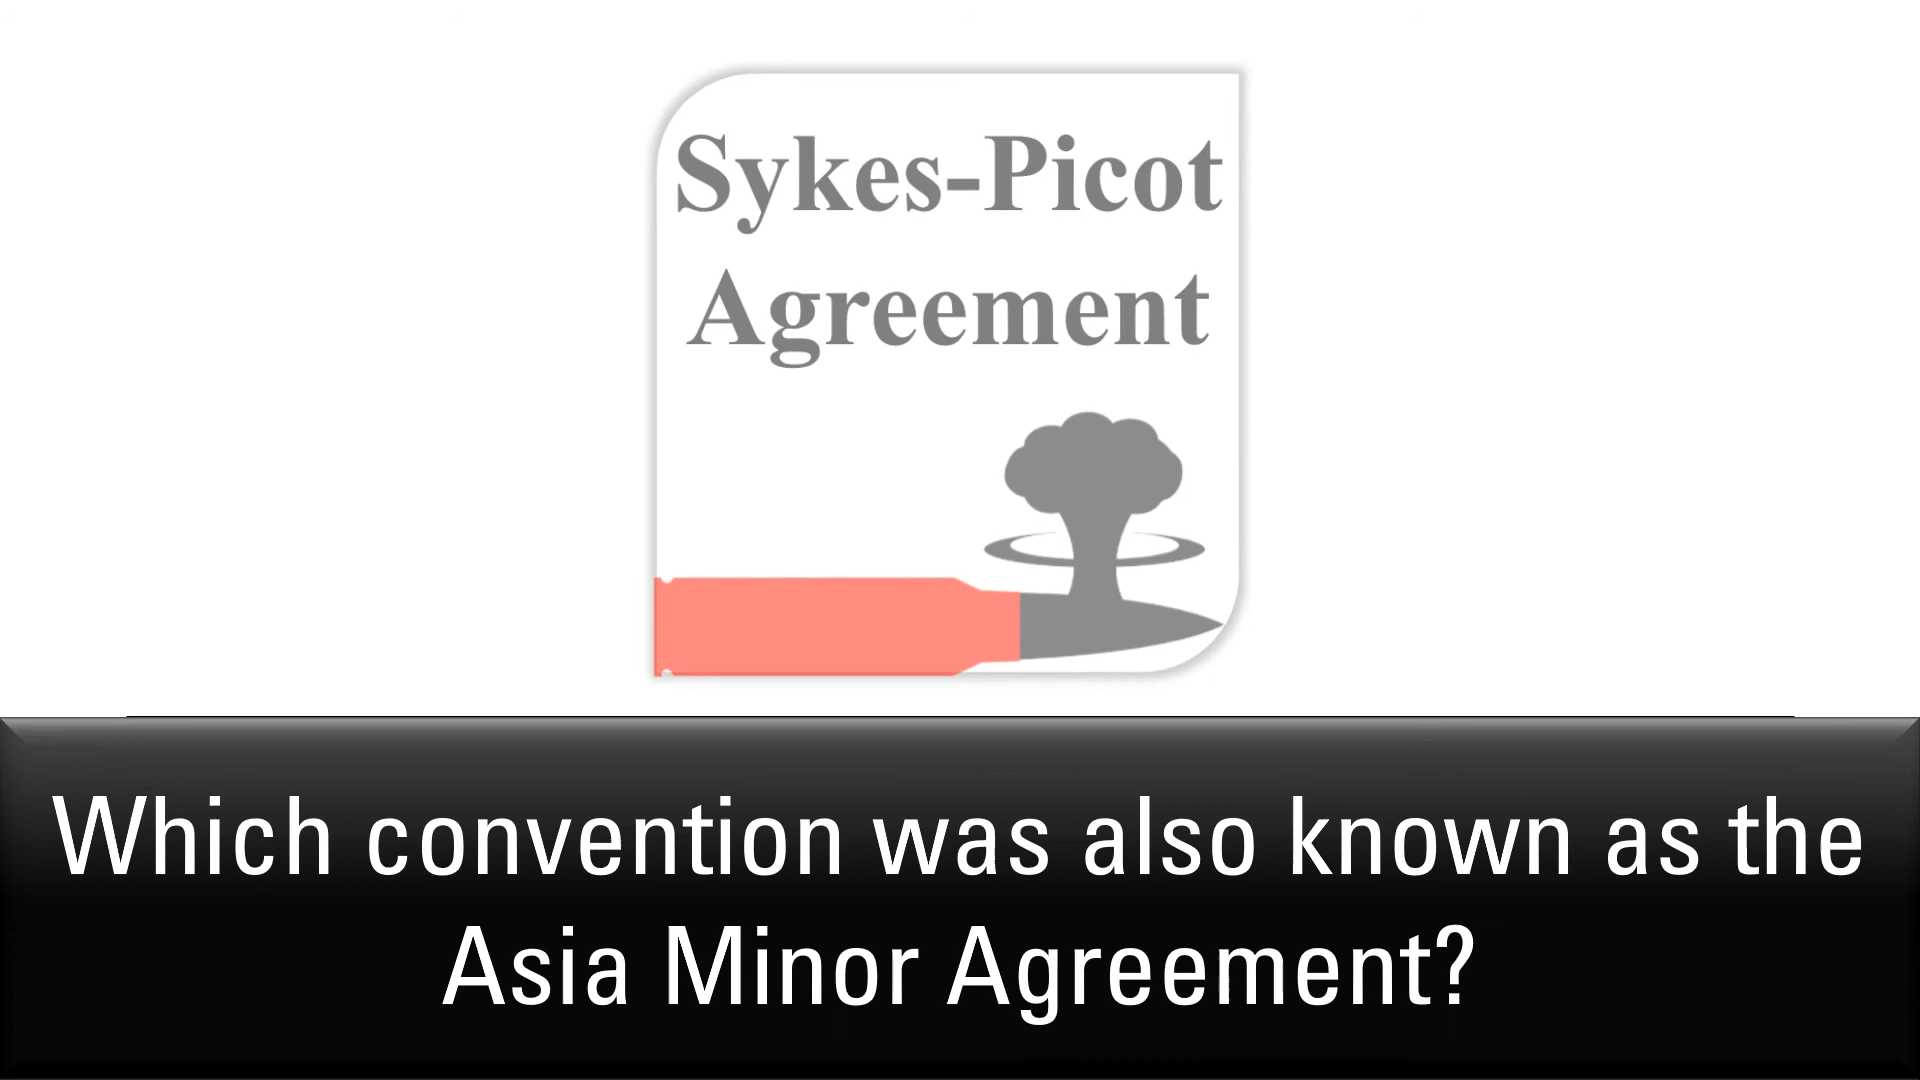 Sykes-Picot
Agreement
Which convention was also known as the
Asia Minor Agreement?